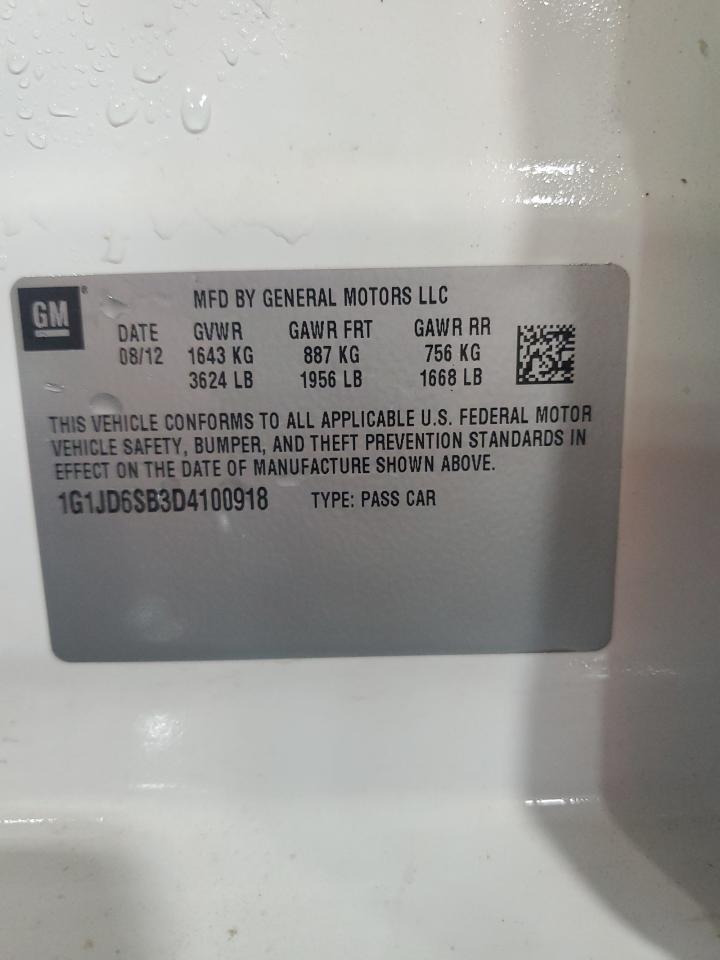 GM
MFD BY GENERAL MOTORS LLC
DATE GVWR GAWR FRT GAWR RR
08/12 1643 KG 887 KG 756 KG
3624 LB 1956 LB 1668 LB
THIS VEHICLE CONFORMS TO ALL APPLICABLE U.S. FEDERAL MOTOR
VEHICLE SAFETY, BUMPER, AND THEFT PREVENTION STANDARDS IN
EFFECT ON THE DATE OF MANUFACTURE SHOWN ABOVE.
1G1JD6SB3D4100918 TYPE: PASS CAR